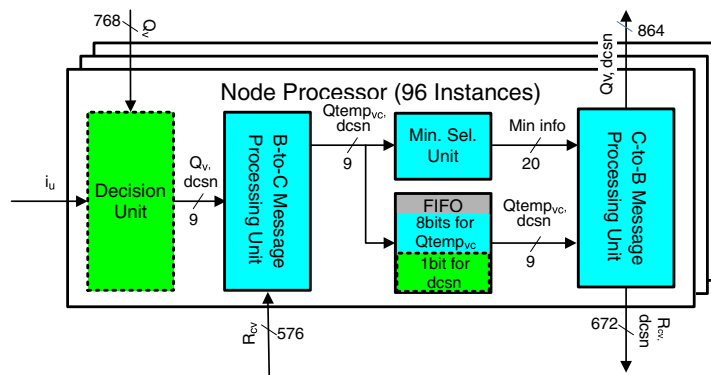 768
Qv
864
Qv, dcsn
Node Processor (96 Instances)
Decision
Unit
iu
Qv,
dcsn
9
B-to-C Message
Processing Unit
Qtempvc,
dcsn
9
Min. Sel.
Unit
Min info
20
FIFO
8bits for
Qtempvc
1bit for
dcsn
Qtempvc,
dcsn
9
C-to-B Message
Processing Unit
Rcv
576
672
Rcv,
dcsn